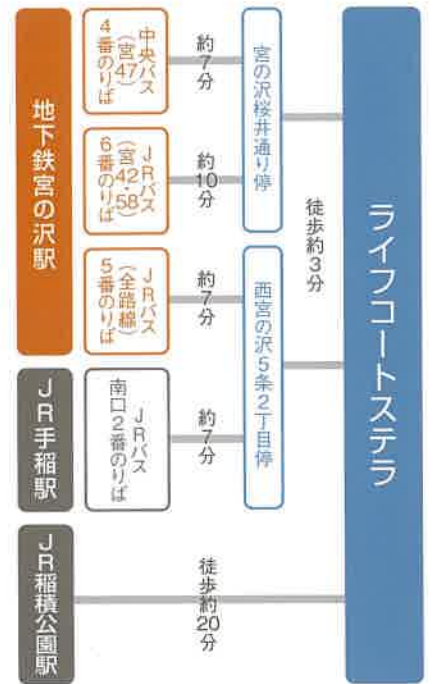 地下鉄宮の沢駅
中央バス
(宮47)
4番のりば
約7分
宮の沢桜井通り停
JRバス
(宮42・58)
6番のりば
約10分
JRバス
(全路線)
5番のりば
約7分
西宮の沢5条2丁目停
徒歩約3分
JR手稲駅
JRバス
南口2番のりば
約7分
JR稲積公園駅
徒歩約20分
ライフコートステラ